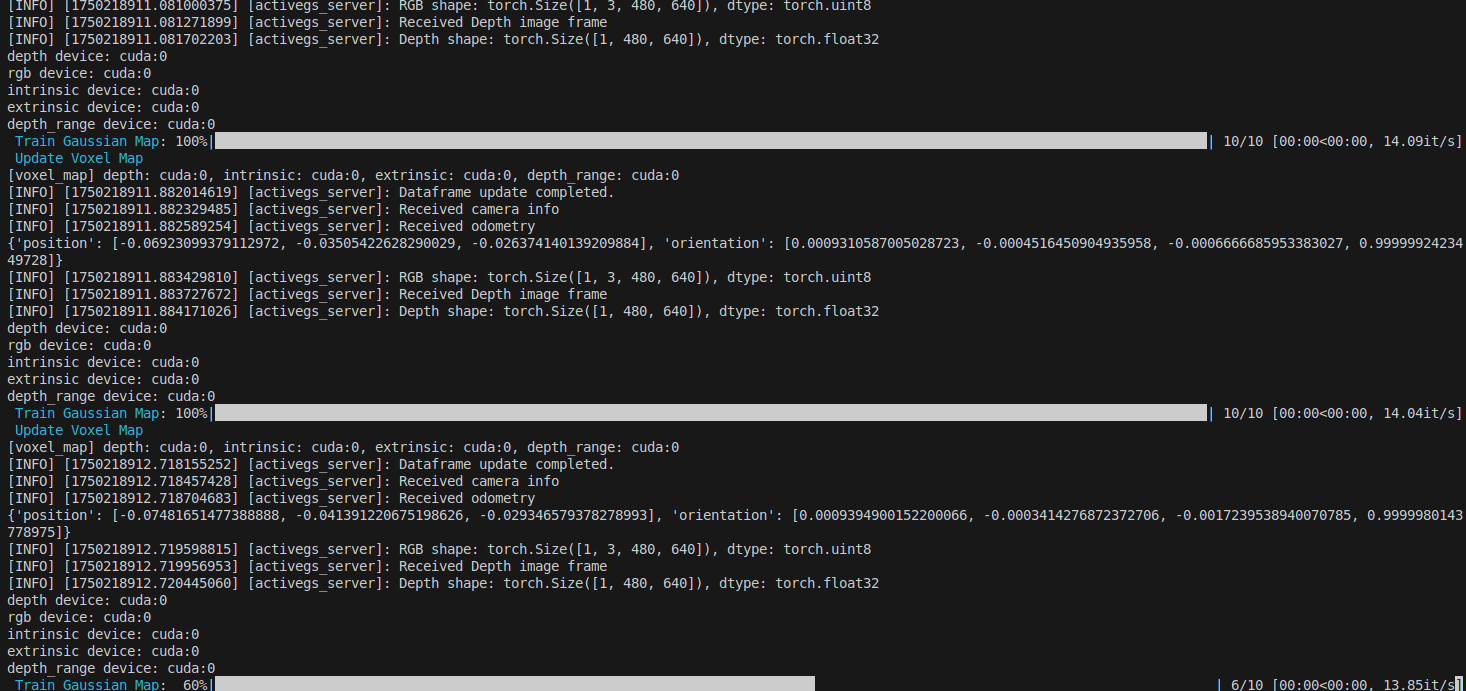 [INFO] [1750218911.081000375] [activegs_server]: RGB shape: torch.Size([1, 3, 480, 640]), dtype: torch.uint8
[INFO] [1750218911.081271899] [activegs_server]: Received Depth image frame
[INFO] [1750218911.081702203] [activegs_server]: Depth shape: torch.Size([1, 480, 640]), dtype: torch.float32
depth device: cuda:0
rgb device: cuda:0
intrinsic device: cuda:0
extrinsic device: cuda:0
depth_range device: cuda:0
Train Gaussian Map: 100%| | 10/10 [00:00<00:00, 14.09it/s]
Update Voxel Map
[voxel_map] depth: cuda:0, intrinsic: cuda:0, extrinsic: cuda:0, depth_range: cuda:0
[INFO] [1750218911.882014619] [activegs_server]: Dataframe update completed.
[INFO] [1750218911.882329485] [activegs_server]: Received camera info
[INFO] [1750218911.882589254] [activegs_server]: Received odometry
{'position': [-0.06923099379112972, -0.03505422628290029, -0.026374140139209884], 'orientation': [0.0009310587005028723, -0.0004516450904935958, -0.0006666685953383027, 0.99999924234
49728]}
[INFO] [1750218911.883429810] [activegs_server]: RGB shape: torch.Size([1, 3, 480, 640]), dtype: torch.uint8
[INFO] [1750218911.883727672] [activegs_server]: Received Depth image frame
[INFO] [1750218911.884171026] [activegs_server]: Depth shape: torch.Size([1, 480, 640]), dtype: torch.float32
depth device: cuda:0
rgb device: cuda:0
intrinsic device: cuda:0
extrinsic device: cuda:0
depth_range device: cuda:0
Train Gaussian Map: 100%| | 10/10 [00:00<00:00, 14.04it/s]
Update Voxel Map
[voxel_map] depth: cuda:0, intrinsic: cuda:0, extrinsic: cuda:0, depth_range: cuda:0
[INFO] [1750218912.718155252] [activegs_server]: Dataframe update completed.
[INFO] [1750218912.718457428] [activegs_server]: Received camera info
[INFO] [1750218912.718704683] [activegs_server]: Received odometry
{'position': [-0.07481651477388888, -0.041391220675198626, -0.029346579378278993], 'orientation': [0.0009394900152200066, -0.0003414276872372706, -0.0017239538940070785, 0.9999980143
778975]}
[INFO] [1750218912.719598815] [activegs_server]: RGB shape: torch.Size([1, 3, 480, 640]), dtype: torch.uint8
[INFO] [1750218912.719956953] [activegs_server]: Received Depth image frame
[INFO] [1750218912.720445060] [activegs_server]: Depth shape: torch.Size([1, 480, 640]), dtype: torch.float32
depth device: cuda:0
rgb device: cuda:0
intrinsic device: cuda:0
extrinsic device: cuda:0
depth_range device: cuda:0
Train Gaussian Map: 60%| | 6/10 [00:00<00:00, 13.85it/s]